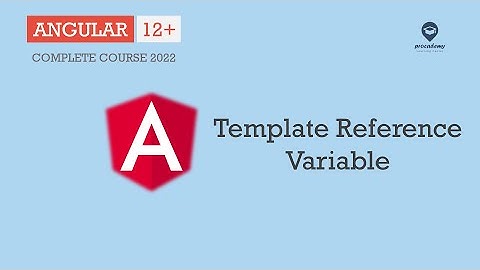 ANGULAR 12+
COMPLETE COURSE 2022
procademy
A
Template Reference
Variable